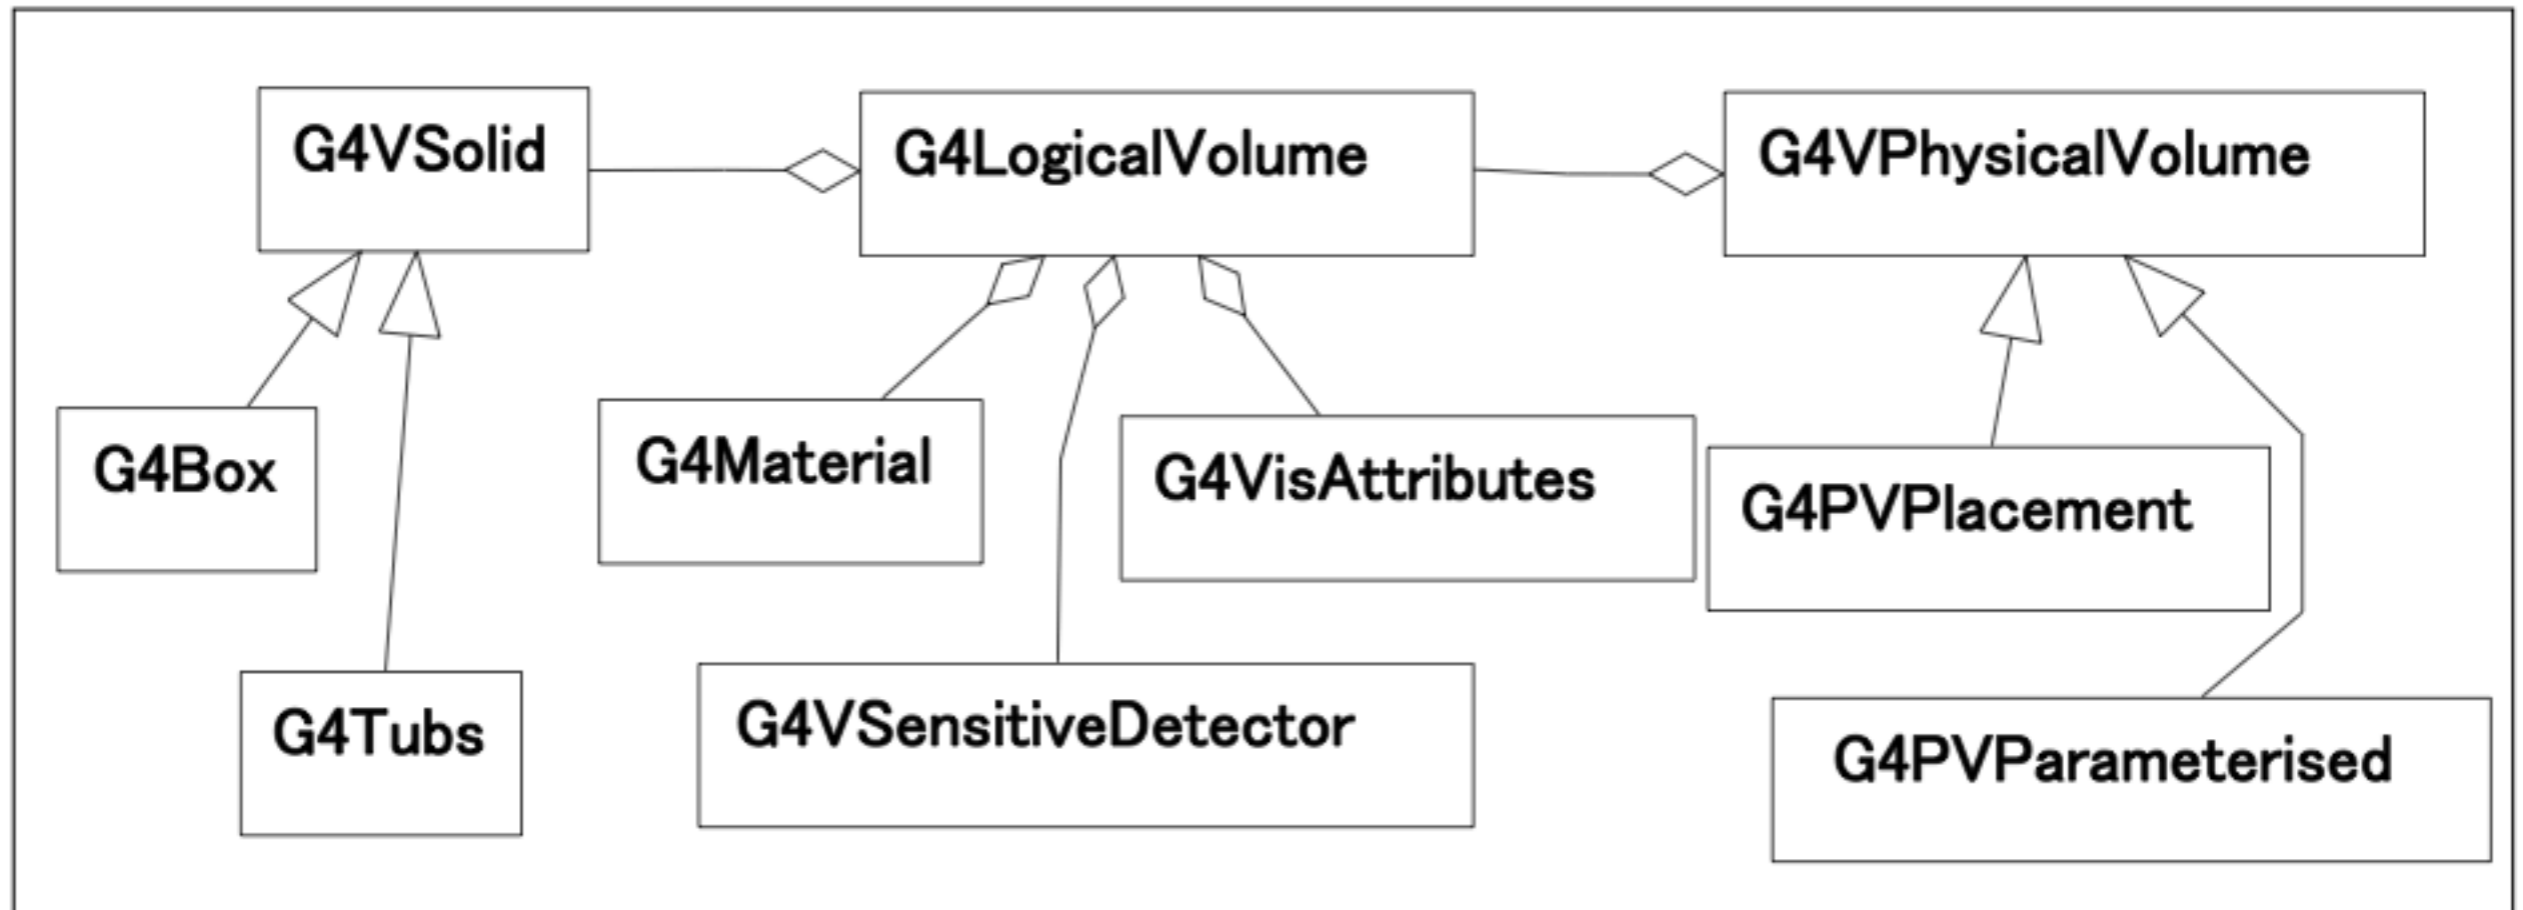 G4VSolid
G4LogicalVolume
G4VPhysicalVolume
G4Box
G4Material
G4VisAttributes
G4PVPlacement
G4Tubs
G4VSensitiveDetector
G4PVParameterised